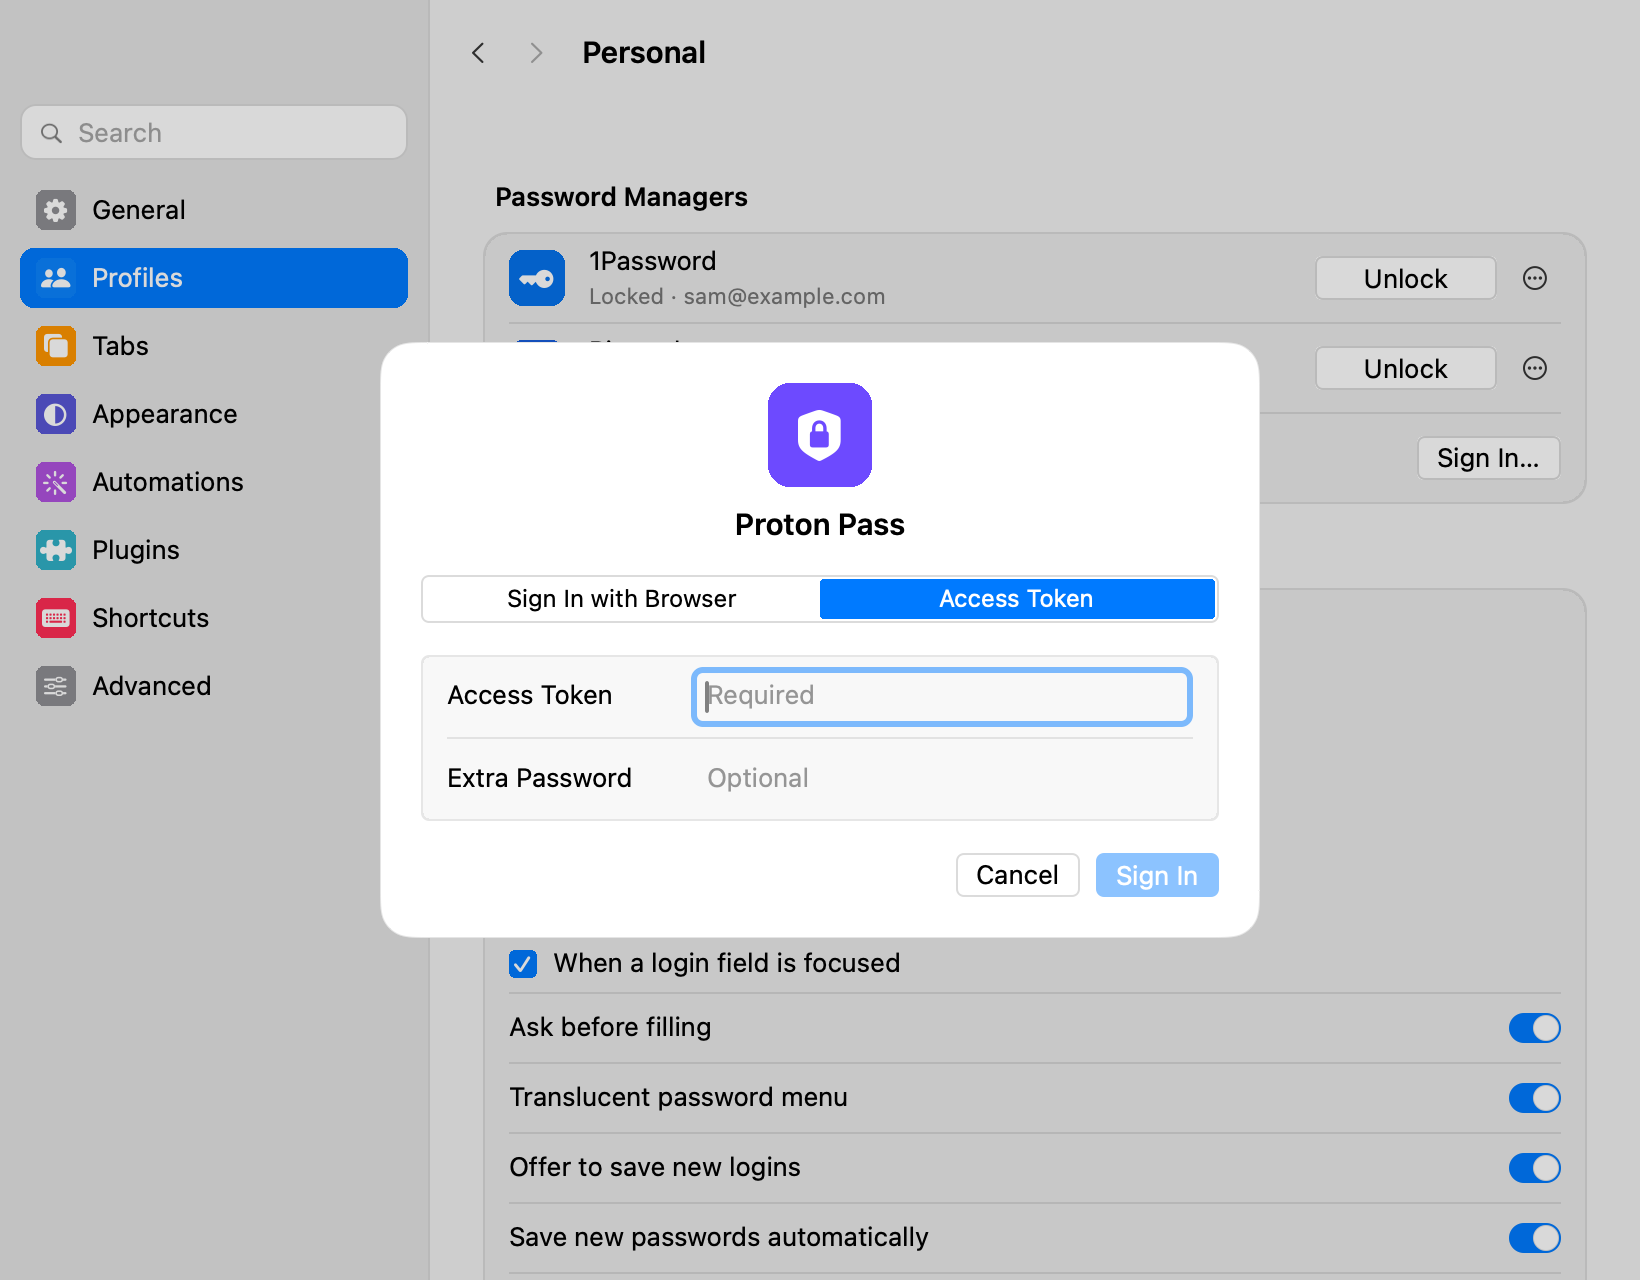 Personal
Search
General
Profiles
Tabs
Appearance
Automations
Plugins
Shortcuts
Advanced
Password Managers
1Password
Locked · sam@example.com
Unlock
Unlock
Sign In...
Proton Pass
Sign In with Browser
Access Token
Access Token
Required
Extra Password
Optional
Cancel
Sign In
When a login field is focused
Ask before filling
Translucent password menu
Offer to save new logins
Save new passwords automatically